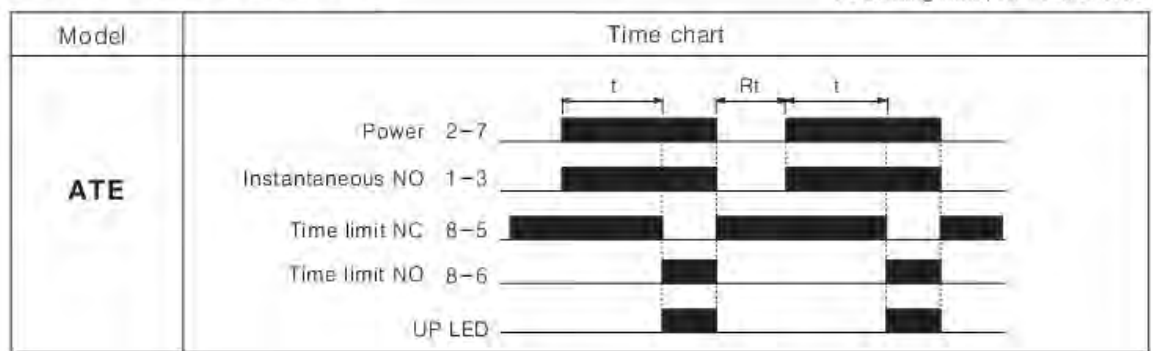 Model Time chart
t Rt t
Power 2-7
Instantaneous NO 1-3
ATE
Time limit NC 8-5
Time limit NO 8-6
UP LED